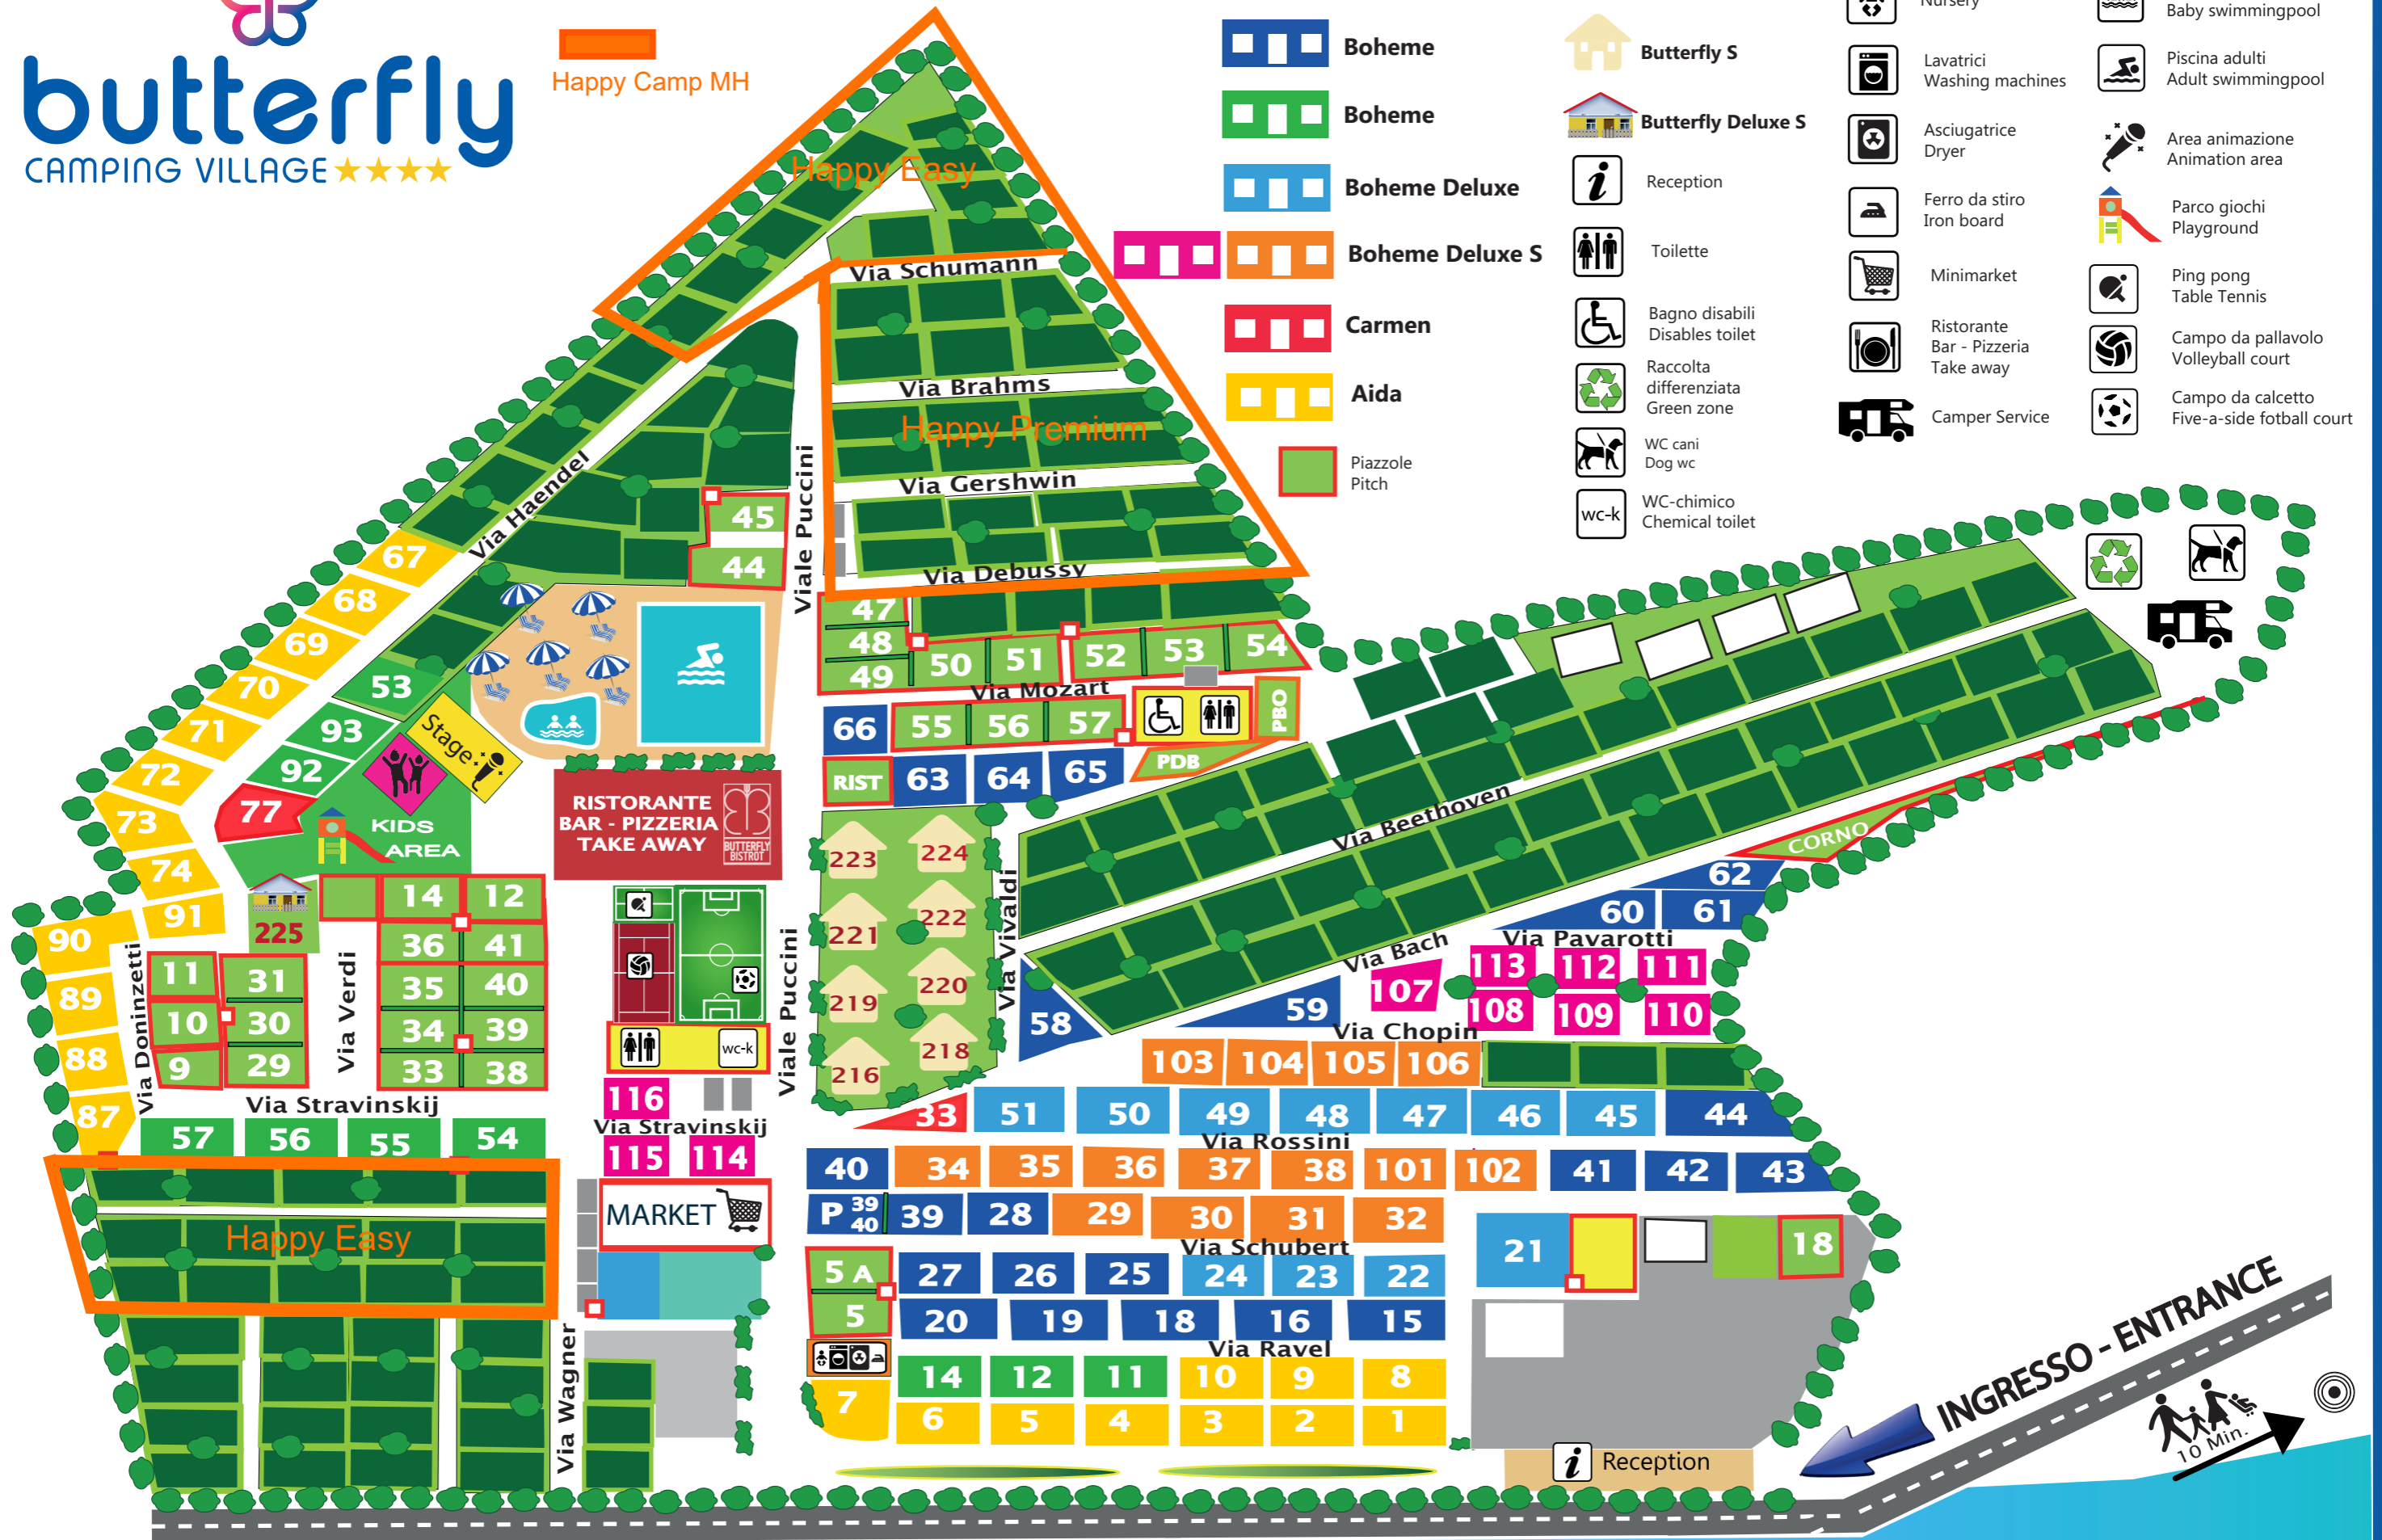 butterfly
CAMPING VILLAGE
Happy Camp MH
Boheme
Boheme
Boheme Deluxe
Boheme Deluxe S
Carmen
Aida
Piazzole
Pitch
Butterfly S
Butterfly Deluxe S
Reception
Toilette
Bagno disabili
Disables toilet
Raccolta
differenziata
Green zone
WC cani
Dog wc
wc-k
WC-chimico
Chemical toilet
Nursery
Lavatrici
Washing machines
Asciugatrice
Dryer
Ferro da stiro
Iron board
Minimarket
Ristorante
Bar - Pizzeria
Take away
Camper Service
Baby swimmingpool
Piscina adulti
Adult swimmingpool
Area animazione
Animation area
Parco giochi
Playground
Ping pong
Table Tennis
Campo da pallavolo
Volleyball court
Campo da calcetto
Five-a-side fotball court
Happy Easy
Via Schumann
Via Brahms
Happy Premium
Via Gershwin
Via Debussy
Via Haendel
Viale Puccini
45
44
67
68
69
70
71
72
73
74
91
90
89
88
87
53
93
92
77
Stage
KIDS
AREA
47
48
49
50 51 52 53 54
Via Mozart
66 55 56 57
PBO
PDB
RIST 63 64 65
RISTORANTE
BAR - PIZZERIA
TAKE AWAY
BUTTERFLY
BISTROT
223 224
221 222
219 220
216 218
Via Vivaldi
Viale Puccini
Via Beethoven
CORNO
62
60 61
Via Pavarotti
Via Bach
113 112 111
107
108 109 110
58
59
Via Chopin
103 104 105 106
225
14 12
36 41
35 40
34 39
33 38
11 31
10 30
9 29
Via Doninzetti
Via Verdi
Via Stravinskij
57 56 55 54
wc-k
116
Via Stravinskij
115 114
MARKET
Happy Easy
Via Wagner
33 51 50 49 48 47 46 45 44
Via Rossini
40 34 35 36 37 38 101 102 41 42 43
P 39
40
39 28 29 30 31 32
Via Schubert
5 A 27 26 25 24 23 22
21
18
5 20 19 18 16 15
Via Ravel
14 12 11 10 9 8
7 6 5 4 3 2 1
Reception
INGRESSO - ENTRANCE
10 Min.